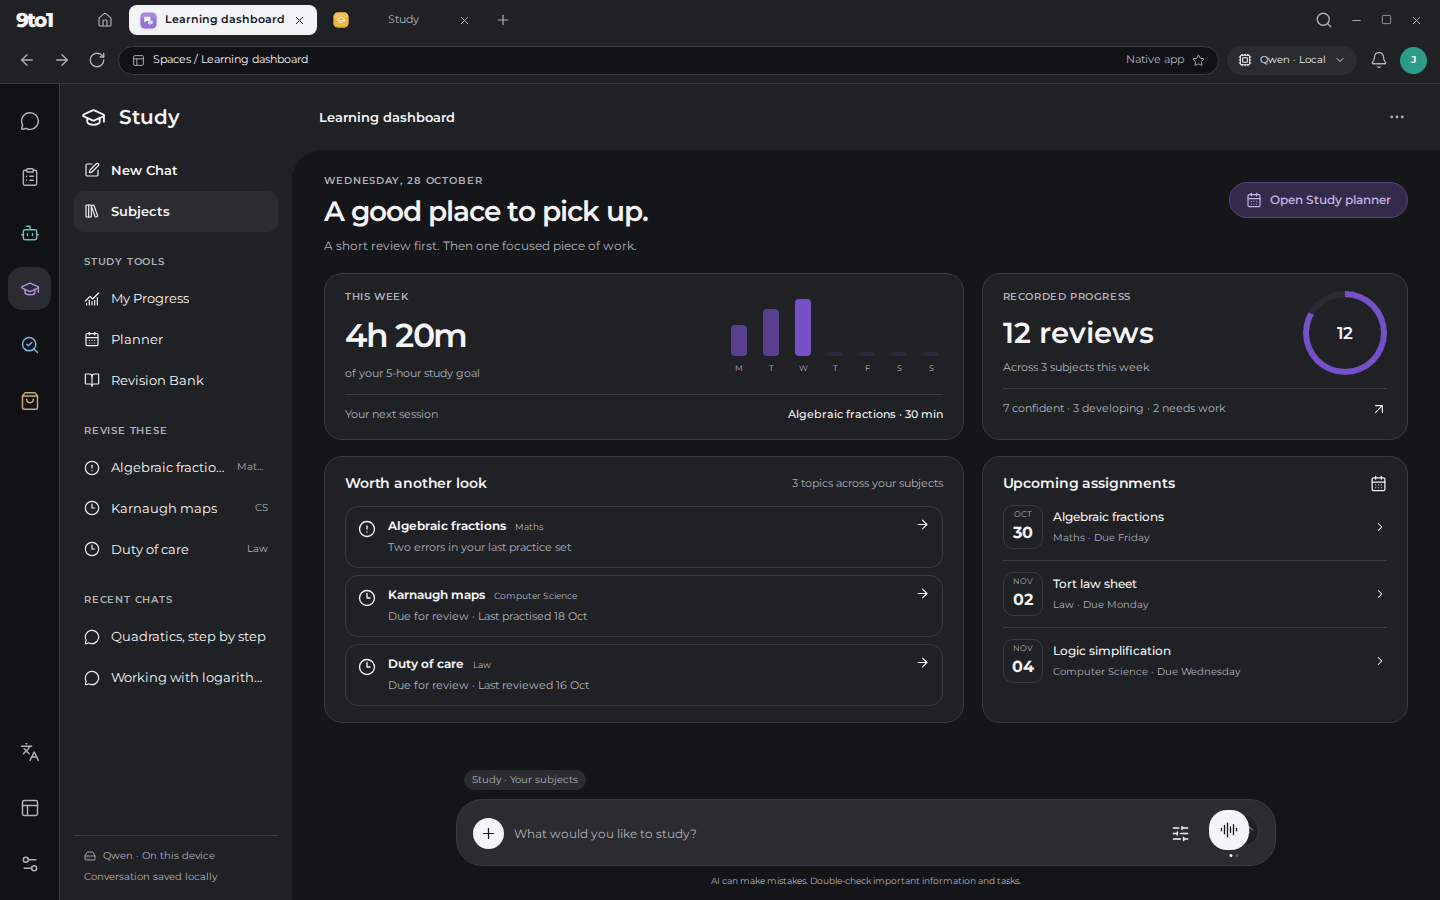 9to1
Learning dashboard
Study
Spaces / Learning dashboard
Native app
Qwen · Local
J
Study
New Chat
Subjects
STUDY TOOLS
My Progress
Planner
Revision Bank
REVISE THESE
Algebraic fractio... Mat...
Karnaugh maps CS
Duty of care Law
RECENT CHATS
Quadratics, step by step
Working with logarith...
Qwen · On this device
Conversation saved locally
Learning dashboard
WEDNESDAY, 28 OCTOBER
A good place to pick up.
A short review first. Then one focused piece of work.
Open Study planner
THIS WEEK
4h 20m
of your 5-hour study goal
M T W T F S S
Your next session
Algebraic fractions · 30 min
RECORDED PROGRESS
12 reviews
Across 3 subjects this week
12
7 confident · 3 developing · 2 needs work
Worth another look
3 topics across your subjects
Algebraic fractions Maths
Two errors in your last practice set
Karnaugh maps Computer Science
Due for review · Last practised 18 Oct
Duty of care Law
Due for review · Last reviewed 16 Oct
Upcoming assignments
OCT
30
Algebraic fractions
Maths · Due Friday
NOV
02
Tort law sheet
Law · Due Monday
NOV
04
Logic simplification
Computer Science · Due Wednesday
Study · Your subjects
What would you like to study?
AI can make mistakes. Double-check important information and tasks.